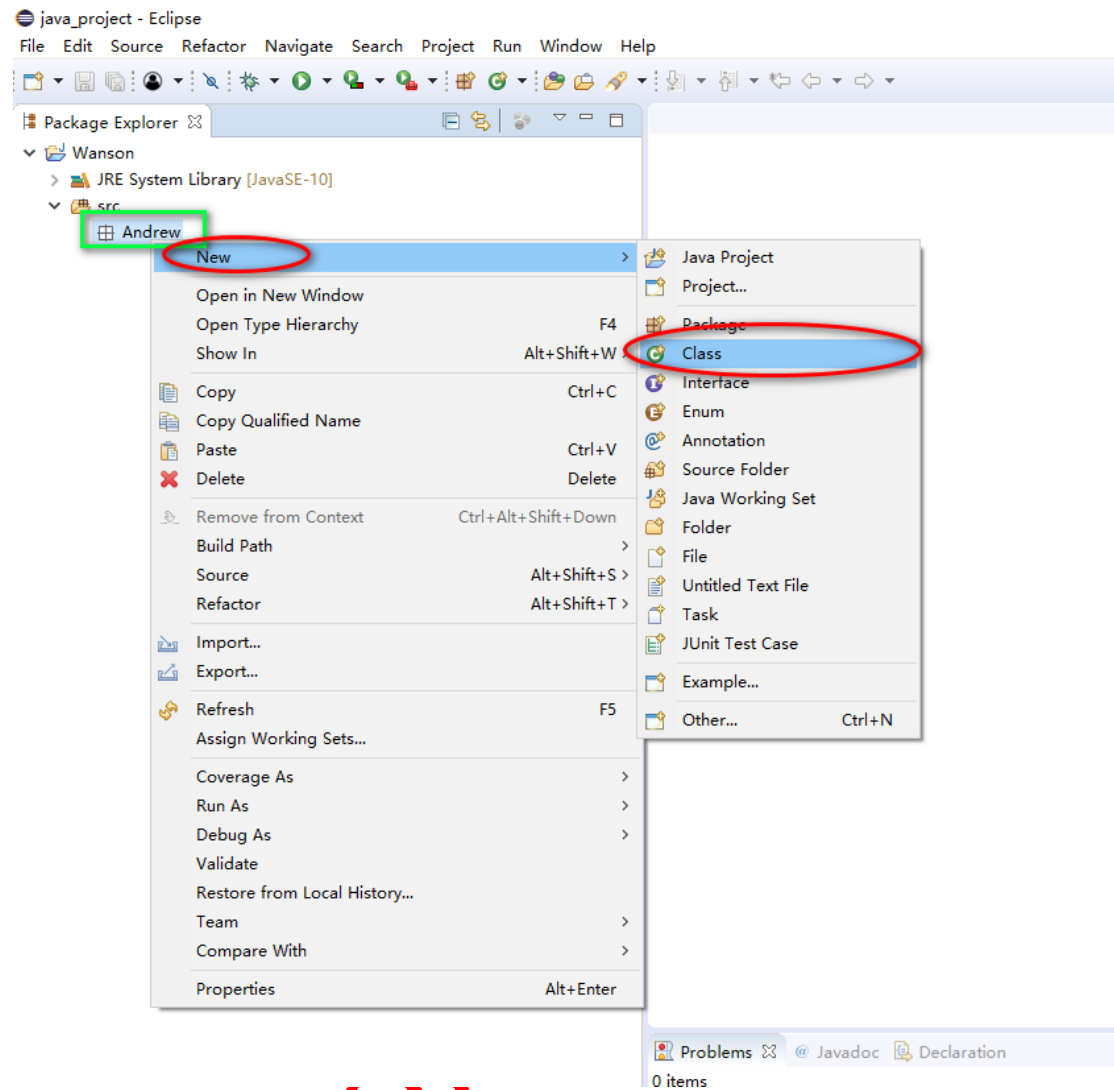 java_project - Eclipse
File Edit Source Refactor Navigate Search Project Run Window Help
Package Explorer
Wanson
JRE System Library [JavaSE-10]
src
Andrew
New
Open in New Window
Open Type Hierarchy F4
Show In Alt+Shift+W
Copy Ctrl+C
Copy Qualified Name
Paste Ctrl+V
Delete Delete
Remove from Context Ctrl+Alt+Shift+Down
Build Path
Source Alt+Shift+S
Refactor Alt+Shift+T
Import...
Export...
Refresh F5
Assign Working Sets...
Coverage As
Run As
Debug As
Validate
Restore from Local History...
Team
Compare With
Properties Alt+Enter
Java Project
Project...
Package
Class
Interface
Enum
Annotation
Source Folder
Java Working Set
Folder
File
Untitled Text File
Task
JUnit Test Case
Example...
Other... Ctrl+N
Problems @ Javadoc Declaration
0 items